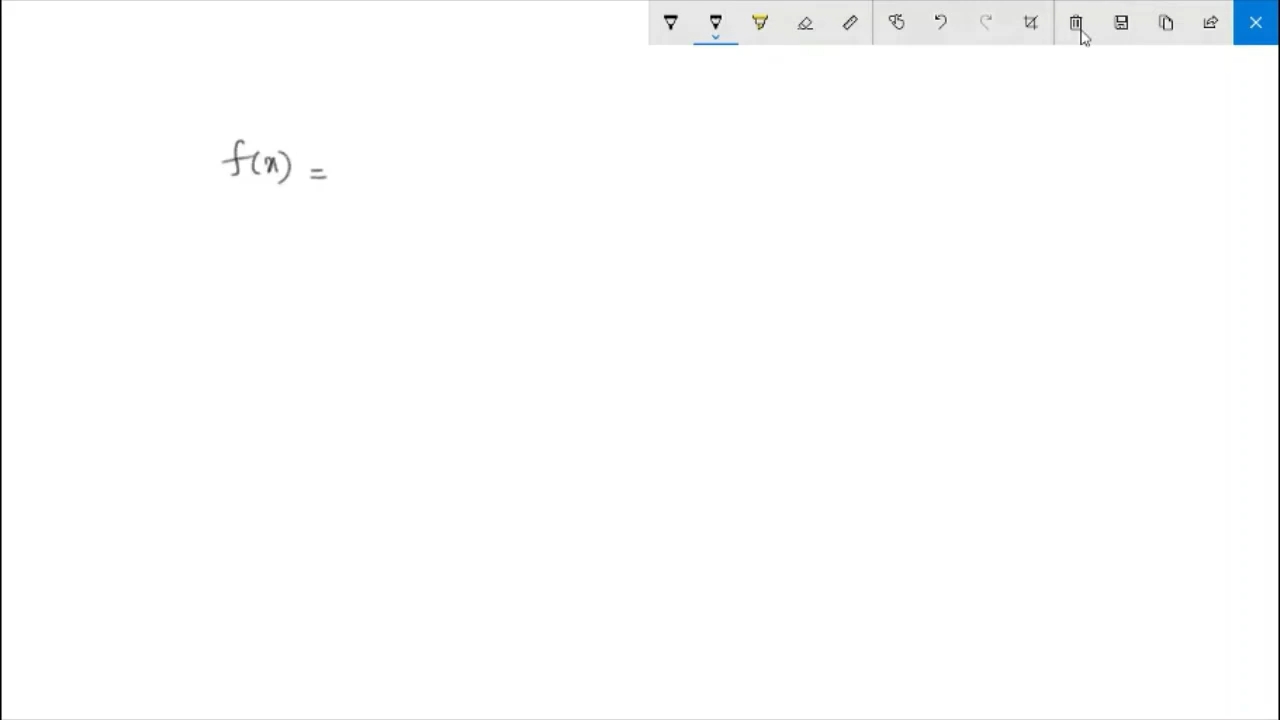 f(x) =